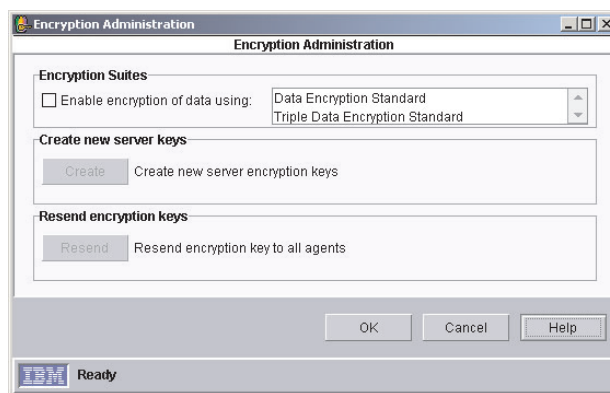 Encryption Administration
Encryption Administration
Encryption Suites
Enable encryption of data using:
Data Encryption Standard
Triple Data Encryption Standard
Create new server keys
Create
Create new server encryption keys
Resend encryption keys
Resend
Resend encryption key to all agents
OK
Cancel
Help
IBM
Ready